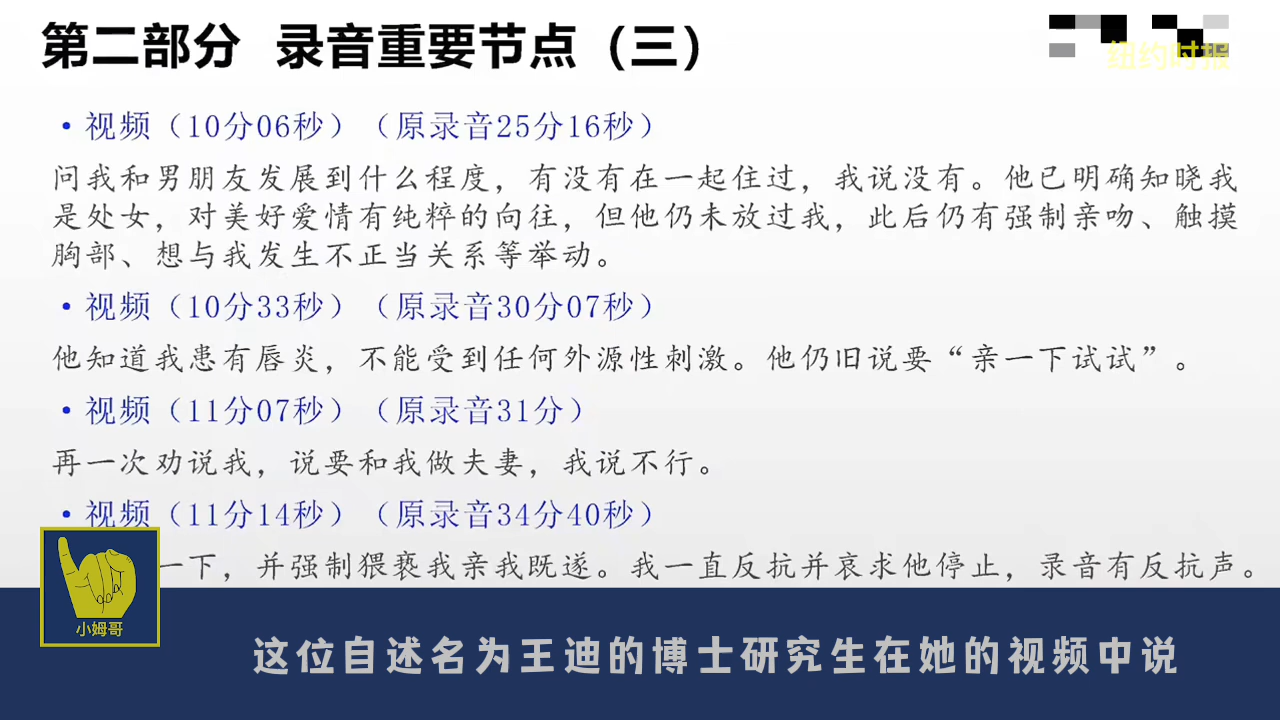 第二部分 录音重要节点（三）
纽约时报
•视频（10分06秒）（原录音25分16秒）
问我和男朋友发展到什么程度，有没有在一起住过，我说没有。他已明确知晓我
是处女，对美好爱情有纯粹的向往，但他仍未放过我，此后仍有强制亲吻、触摸
胸部、想与我发生不正当关系等举动。
•视频（10分33秒）（原录音30分07秒）
他知道我患有唇炎，不能受到任何外源性刺激。他仍旧说要“亲一下试试”。
•视频（11分07秒）（原录音31分）
再一次劝说我，说要和我做夫妻，我说不行。
•视频（11分14秒）（原录音34分40秒）
一下，并强制猥亵我亲我既遂。我一直反抗并哀求他停止，录音有反抗声。
小姆哥
这位自述名为王迪的博士研究生在她的视频中说